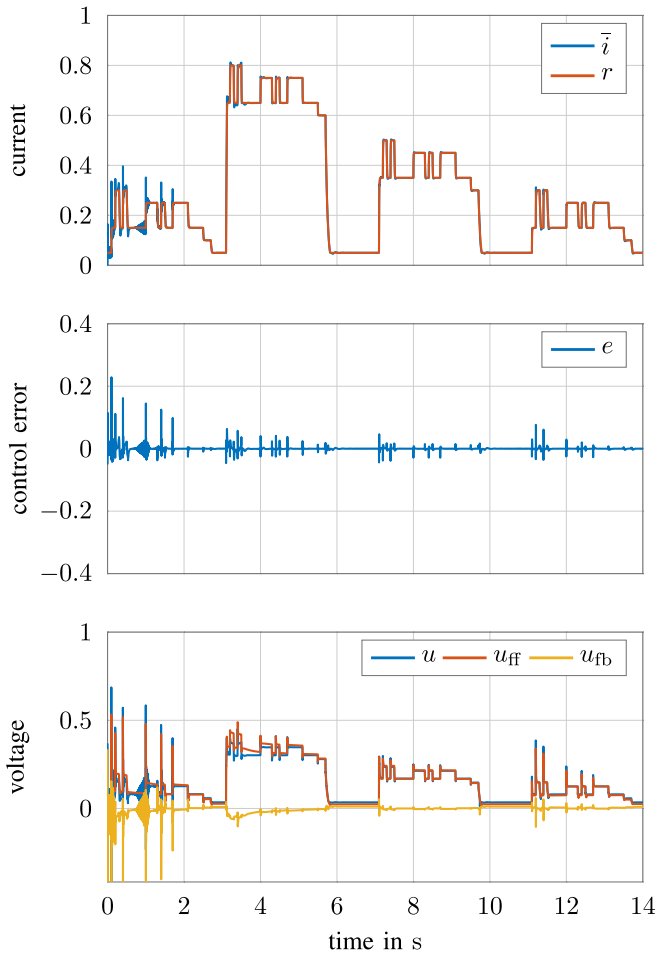 1
0.8
0.6
0.4
0.2
0
current
i̅
r
0.4
0.2
0
−0.2
−0.4
control error
e
1
0.5
0
voltage
u u_ff u_fb
0 2 4 6 8 10 12 14
time in s